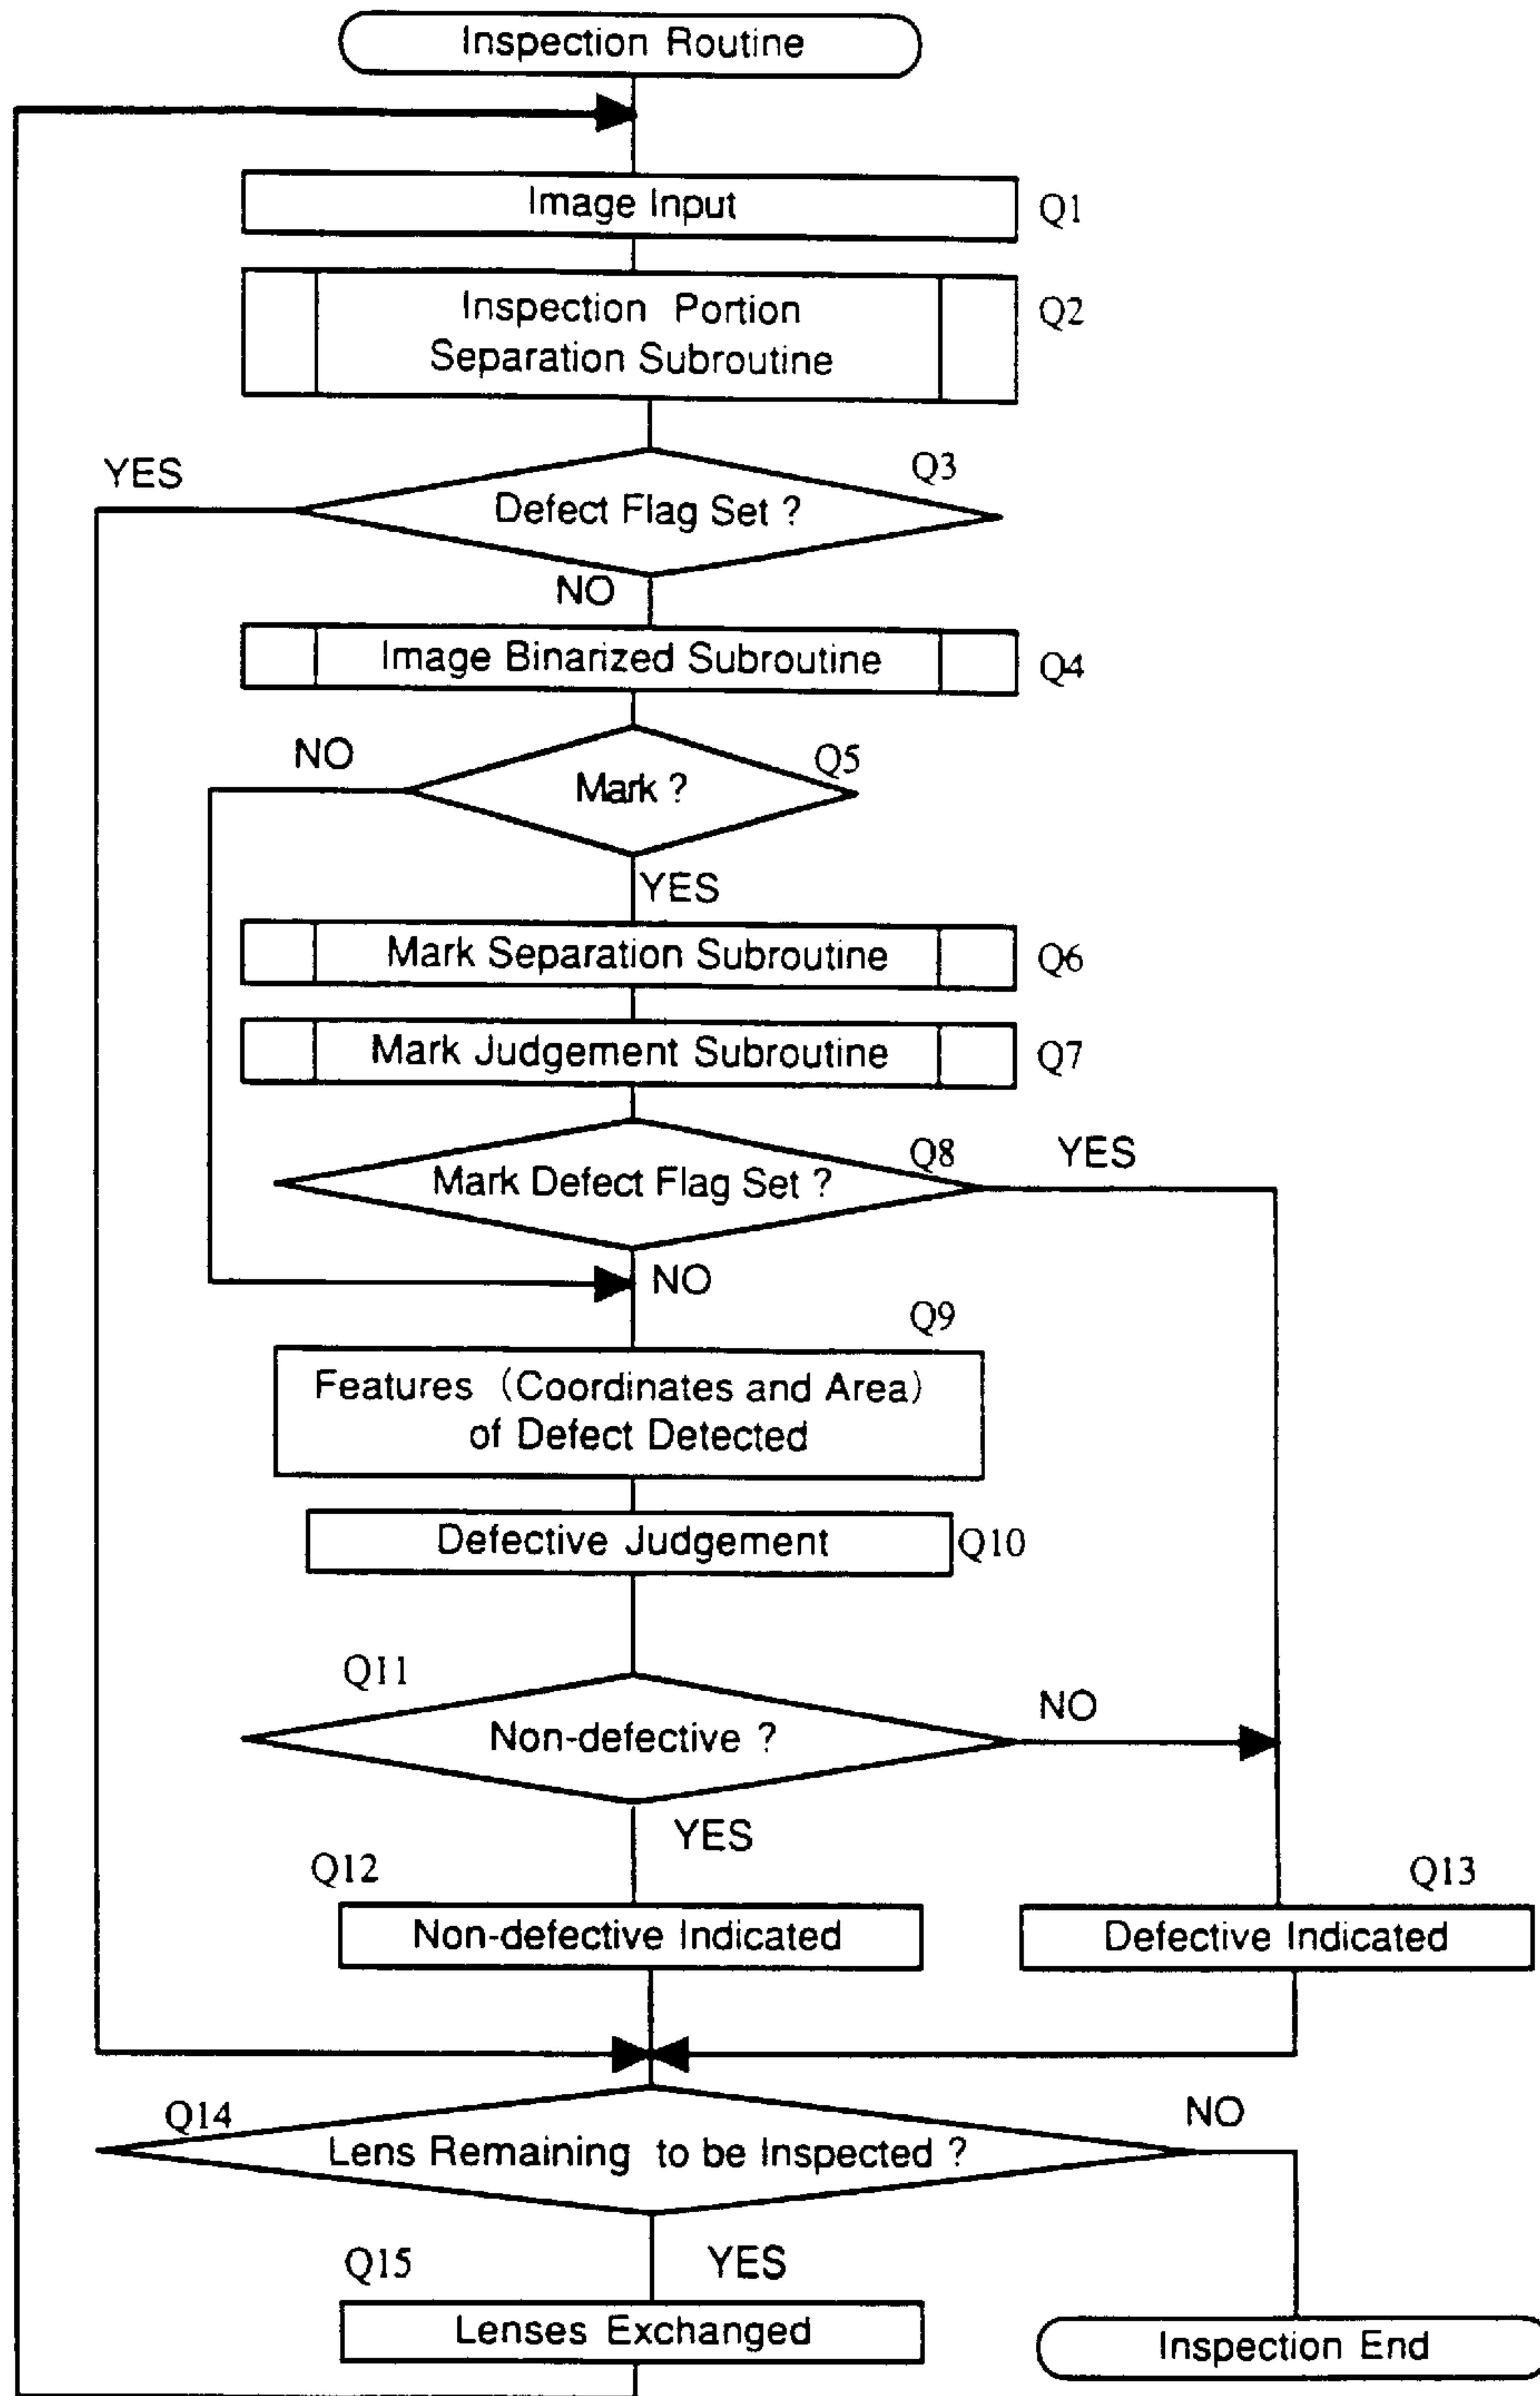 Inspection Routine
Image Input
Q1
Inspection Portion
Separation Subroutine
Q2
YES
Q3
Defect Flag Set ?
NO
Image Binarized Subroutine
Q4
NO
Q5
Mark ?
YES
Mark Separation Subroutine
Q6
Mark Judgement Subroutine
Q7
Q8
YES
Mark Defect Flag Set ?
NO
Q9
Features (Coordinates and Area)
of Defect Detected
Defective Judgement
Q10
Q11
NO
Non-defective ?
YES
Q12
Q13
Non-defective Indicated
Defective Indicated
Q14
NO
Lens Remaining to be Inspected ?
Q15
YES
Lenses Exchanged
Inspection End